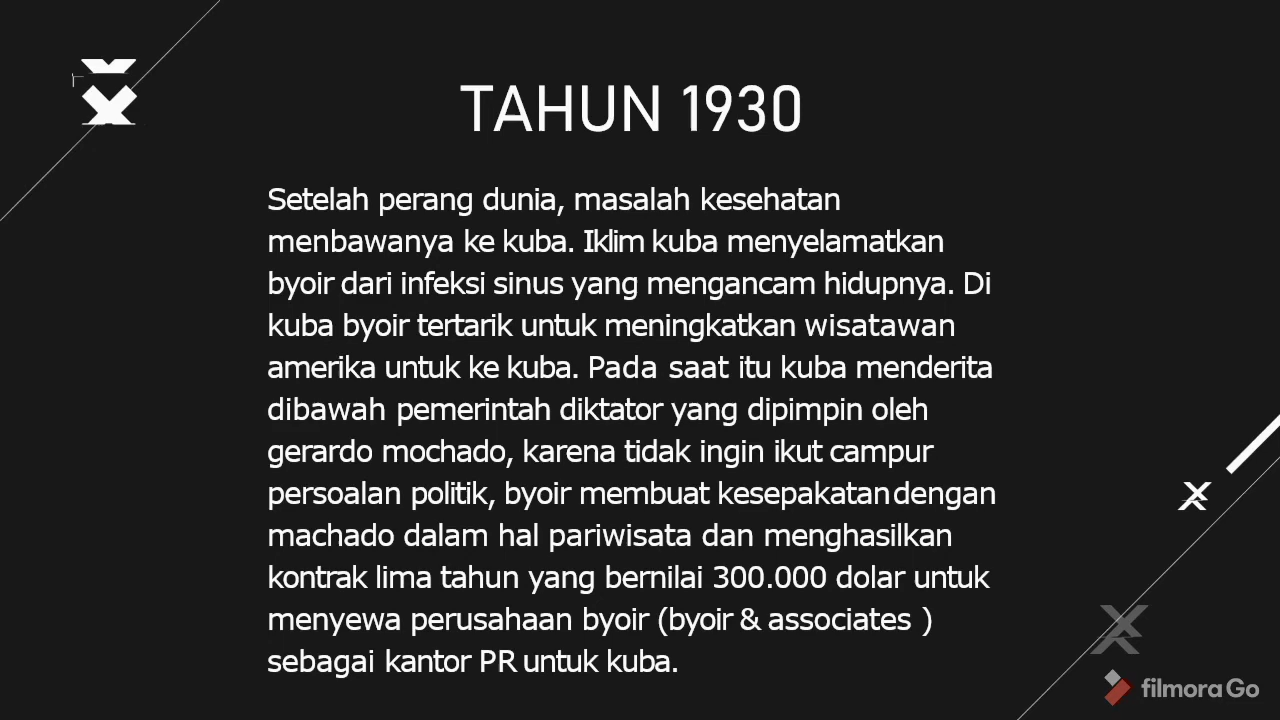 TAHUN 1930
Setelah perang dunia, masalah kesehatan
menbawanya ke kuba. Iklim kuba menyelamatkan
byoir dari infeksi sinus yang mengancam hidupnya. Di
kuba byoir tertarik untuk meningkatkan wisatawan
amerika untuk ke kuba. Pada saat itu kuba menderita
dibawah pemerintah diktator yang dipimpin oleh
gerardo mochado, karena tidak ingin ikut campur
persoalan politik, byoir membuat kesepakatan dengan
machado dalam hal pariwisata dan menghasilkan
kontrak lima tahun yang bernilai 300.000 dolar untuk
menyewa perusahaan byoir (byoir & associates )
sebagai kantor PR untuk kuba.
filmoraGo